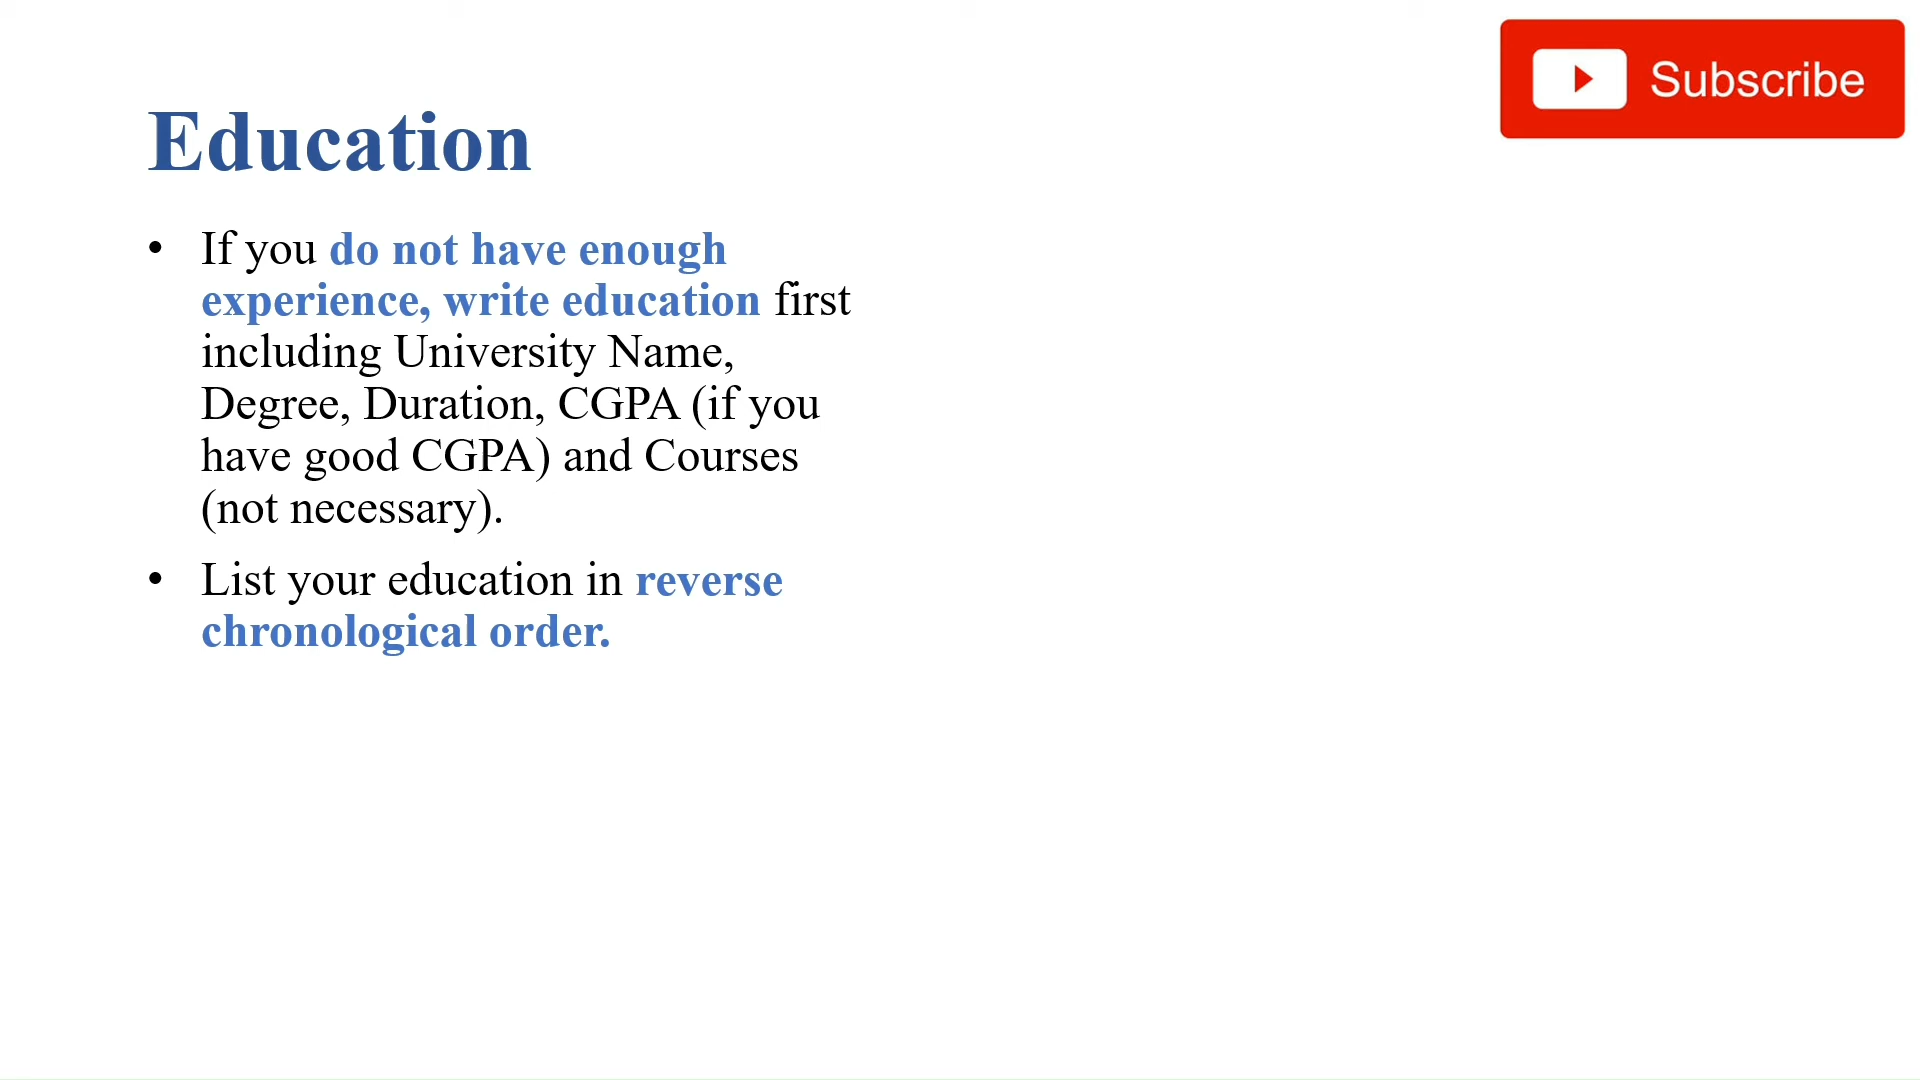 Subscribe
Education
• If you do not have enough
experience, write education first
including University Name,
Degree, Duration, CGPA (if you
have good CGPA) and Courses
(not necessary).
• List your education in reverse
chronological order.